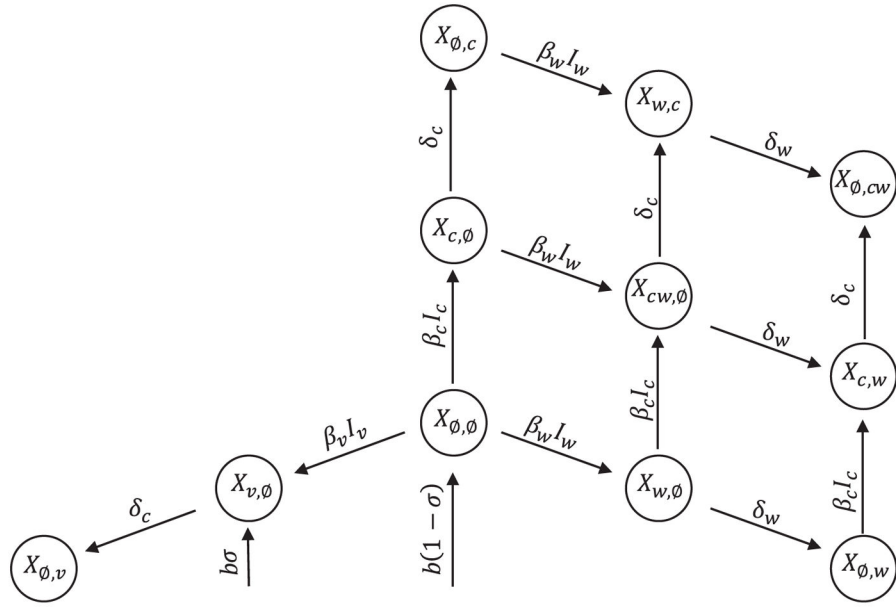 X∅,c
βwIw
Xw,c
δc
δw
X∅,cw
Xc,∅
βwIw
δc
Xcw,∅
δc
βcIc
δw
Xc,w
X∅,∅
βvIv
βwIw
βcIc
Xv,∅
Xw,∅
βcIc
δc
δw
bσ
b(1 − σ)
X∅,v
X∅,w